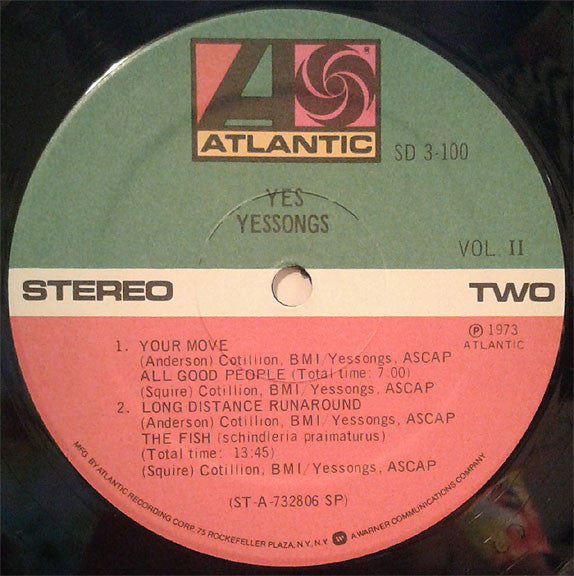 ATLANTIC
SD 3-100
YES
YESSONGS
VOL. II
STEREO
TWO
℗ 1973
ATLANTIC
1. YOUR MOVE
(Anderson) Cotillion, BMI/Yessongs, ASCAP
ALL GOOD PEOPLE (Total time: 7:00)
(Squire) Cotillion, BMI/Yessongs, ASCAP
2. LONG DISTANCE RUNAROUND
(Anderson) Cotillion, BMI/Yessongs, ASCAP
THE FISH (schindleria praimaturus)
(Total time: 13:45)
(Squire) Cotillion, BMI/Yessongs, ASCAP
(ST-A-732806 SP)
MFG. BY ATLANTIC RECORDING CORP. 75 ROCKEFELLER PLAZA, N.Y. N.Y. W A WARNER COMMUNICATIONS COMPANY